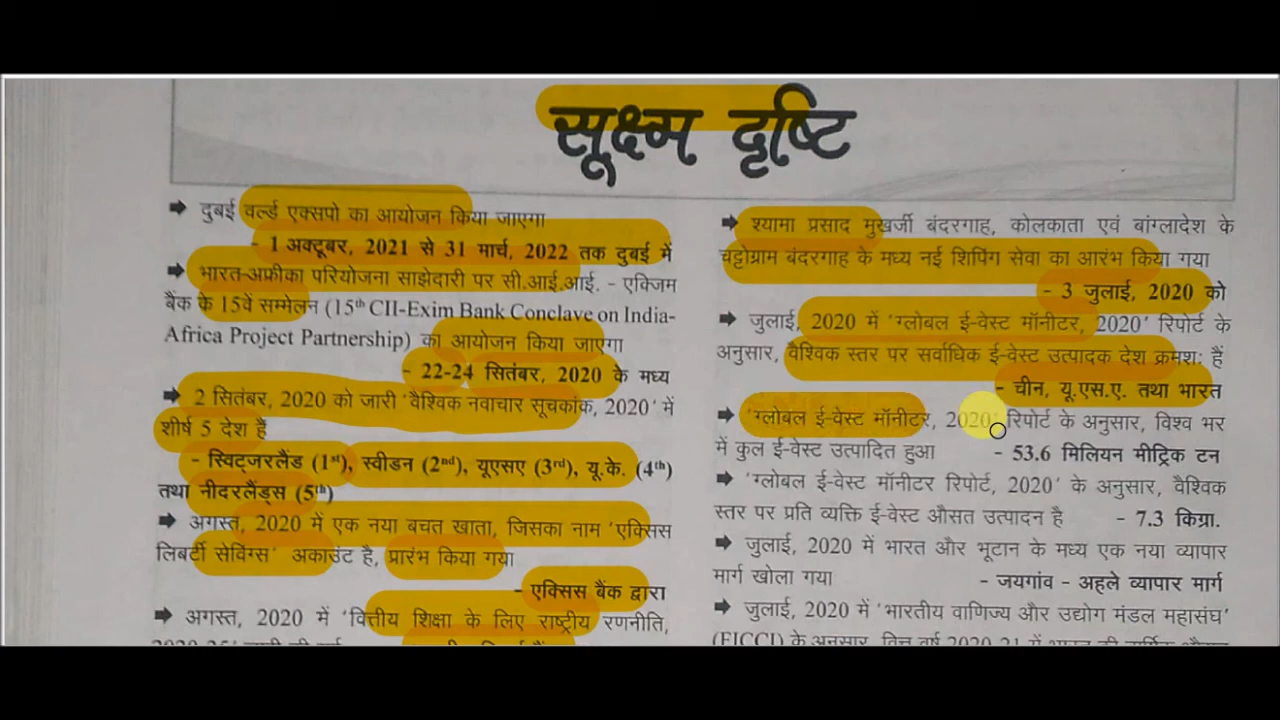 सूक्ष्म दृष्टि
➡ दुबई वर्ल्ड एक्सपो का आयोजन किया जाएगा
- 1 अक्टूबर, 2021 से 31 मार्च, 2022 तक दुबई में
➡ भारत-अफ्रीका परियोजना साझेदारी पर सी.आई.आई. - एक्जिम
बैंक के 15वें सम्मेलन (15th CII-Exim Bank Conclave on India-
Africa Project Partnership) का आयोजन किया जाएगा
- 22-24 सितंबर, 2020 के मध्य
➡ 2 सितंबर, 2020 को जारी 'वैश्विक नवाचार सूचकांक, 2020' में
शीर्ष 5 देश हैं
- स्विट्जरलैंड (1st), स्वीडन (2nd), यूएसए (3rd), यू.के. (4th)
तथा नीदरलैंड्स (5th)
➡ अगस्त, 2020 में एक नया बचत खाता, जिसका नाम 'एक्सिस
लिबर्टी सेविंग्स' अकाउंट है, प्रारंभ किया गया
- एक्सिस बैंक द्वारा
➡ अगस्त, 2020 में 'वित्तीय शिक्षा के लिए राष्ट्रीय रणनीति,
➡ श्यामा प्रसाद मुखर्जी बंदरगाह, कोलकाता एवं बांग्लादेश के
चट्टोग्राम बंदरगाह के मध्य नई शिपिंग सेवा का आरंभ किया गया
- 3 जुलाई, 2020 को
➡ जुलाई, 2020 में 'ग्लोबल ई-वेस्ट मॉनीटर, 2020' रिपोर्ट के
अनुसार, वैश्विक स्तर पर सर्वाधिक ई-वेस्ट उत्पादक देश क्रमशः हैं
- चीन, यू.एस.ए. तथा भारत
➡ 'ग्लोबल ई-वेस्ट मॉनीटर, 2020' रिपोर्ट के अनुसार, विश्व भर
में कुल ई-वेस्ट उत्पादित हुआ - 53.6 मिलियन मीट्रिक टन
➡ 'ग्लोबल ई-वेस्ट मॉनीटर रिपोर्ट, 2020' के अनुसार, वैश्विक
स्तर पर प्रति व्यक्ति ई-वेस्ट औसत उत्पादन है - 7.3 किग्रा.
➡ जुलाई, 2020 में भारत और भूटान के मध्य एक नया व्यापार
मार्ग खोला गया - जयगांव - अहले व्यापार मार्ग
➡ जुलाई, 2020 में 'भारतीय वाणिज्य और उद्योग मंडल महासंघ'
(FICCI) के अनुसार, वित्त वर्ष 2020-21 में भारत की